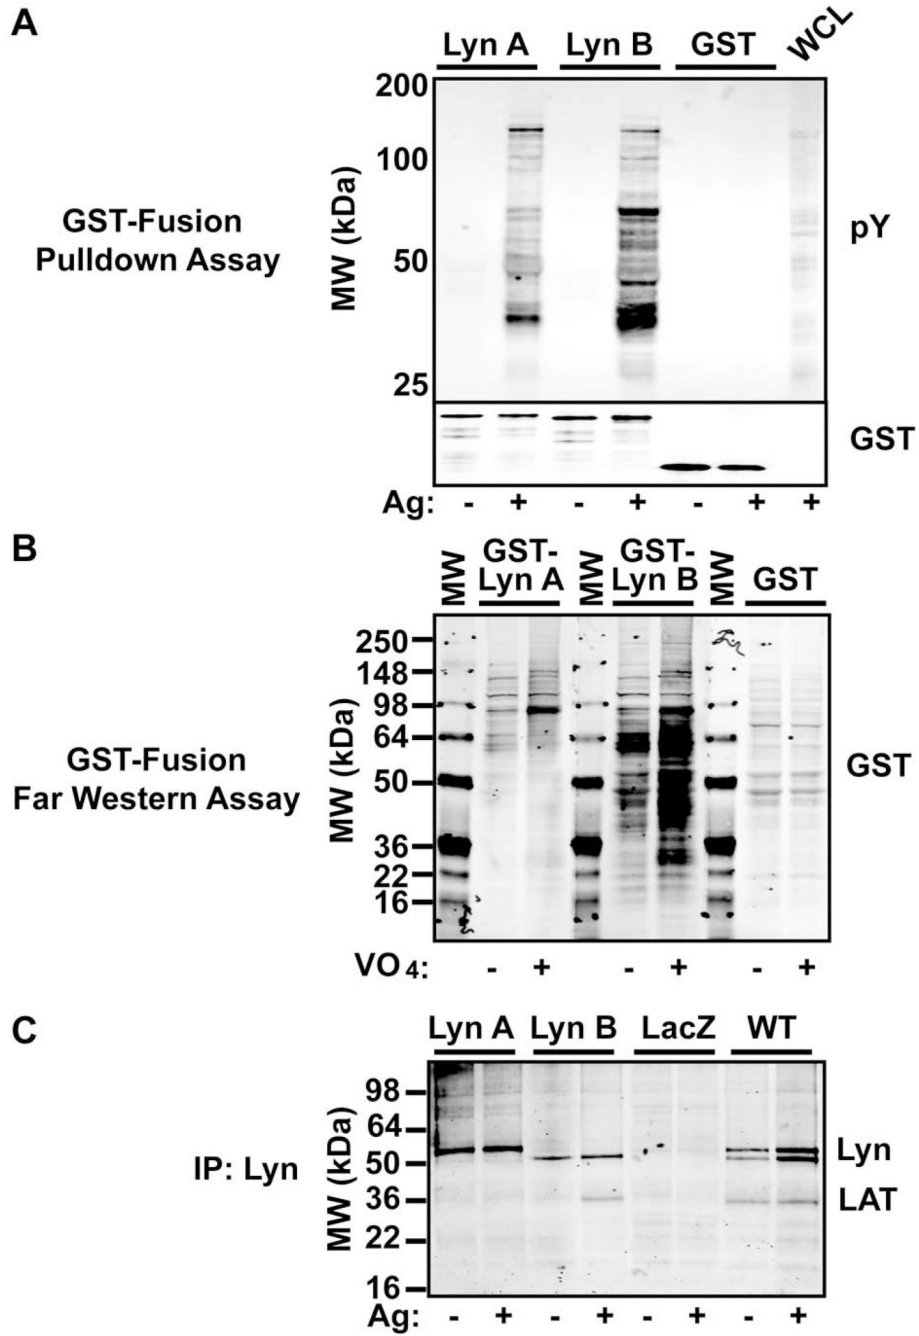 A
Lyn A Lyn B GST WCL
GST-Fusion
Pulldown Assay
MW (kDa)
200
100
50
25
pY
GST
Ag: - + - + - + +
B
MW GST-Lyn A MW GST-Lyn B MW GST
GST-Fusion
Far Western Assay
MW (kDa)
250
148
98
64
50
36
22
16
GST
VO 4: - + - + - +
C
Lyn A Lyn B LacZ WT
IP: Lyn
MW (kDa)
98
64
50
36
22
16
Lyn
LAT
Ag: - + - + - + - +